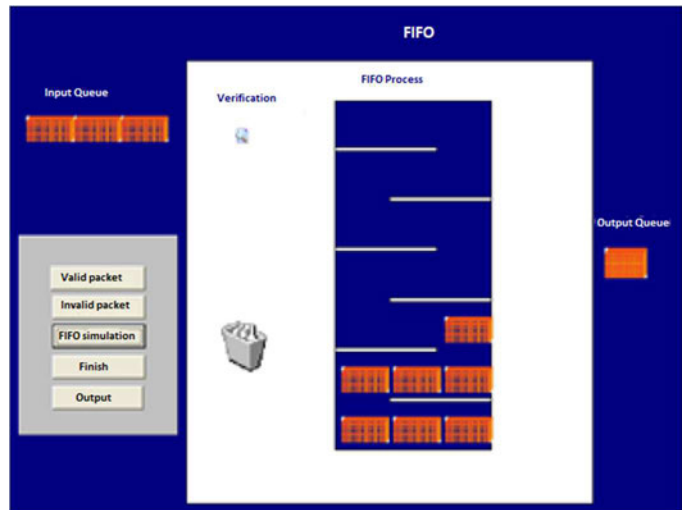 FIFO
FIFO Process
Input Queue
Verification
Output Queue
Valid packet
Invalid packet
FIFO simulation
Finish
Output